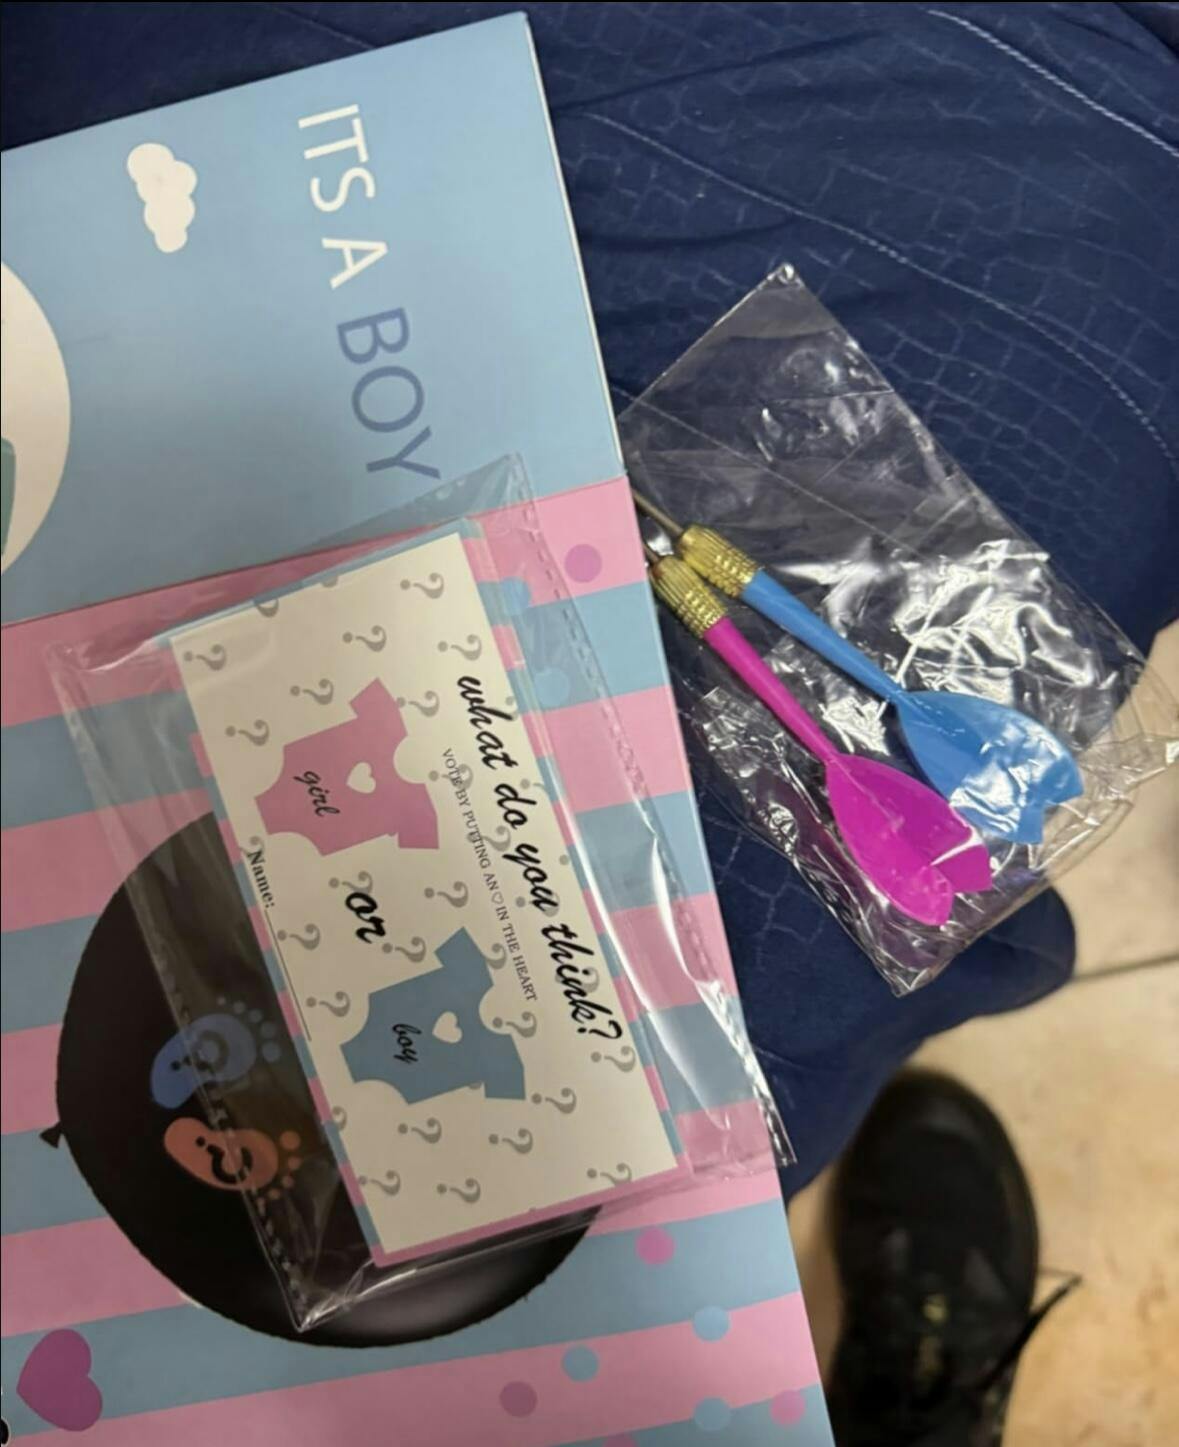 ITS A
BOY
what do you think?
VOTE BY PUTTING AN ♡ IN THE HEART
girl
or
boy
Name: